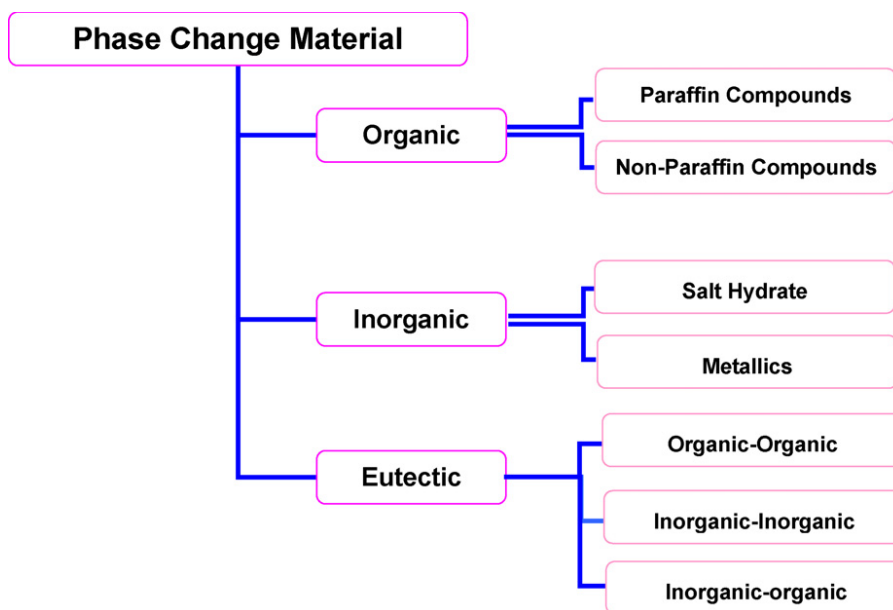 Phase Change Material
Organic
Paraffin Compounds
Non-Paraffin Compounds
Inorganic
Salt Hydrate
Metallics
Eutectic
Organic-Organic
Inorganic-Inorganic
Inorganic-organic